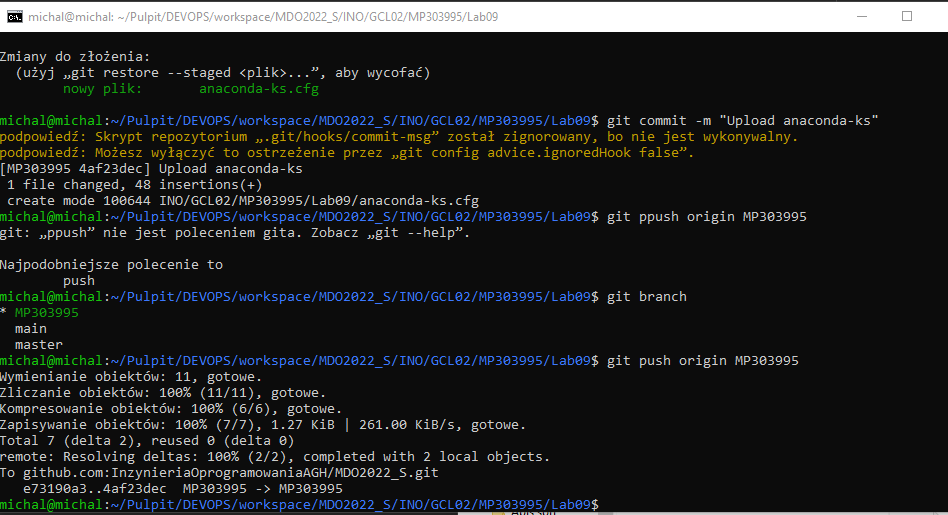 michal@michal: ~/Pulpit/DEVOPS/workspace/MDO2022_S/INO/GCL02/MP303995/Lab09
Zmiany do złożenia:
  (użyj „git restore --staged <plik>...”, aby wycofać)
        nowy plik:       anaconda-ks.cfg
michal@michal:~/Pulpit/DEVOPS/workspace/MDO2022_S/INO/GCL02/MP303995/Lab09$ git commit -m "Upload anaconda-ks"
podpowiedź: Skrypt repozytorium „.git/hooks/commit-msg” został zignorowany, bo nie jest wykonywalny.
podpowiedź: Możesz wyłączyć to ostrzeżenie przez „git config advice.ignoredHook false”.
[MP303995 4af23dec] Upload anaconda-ks
 1 file changed, 48 insertions(+)
 create mode 100644 INO/GCL02/MP303995/Lab09/anaconda-ks.cfg
michal@michal:~/Pulpit/DEVOPS/workspace/MDO2022_S/INO/GCL02/MP303995/Lab09$ git ppush origin MP303995
git: „ppush” nie jest poleceniem gita. Zobacz „git --help”.
Najpodobniejsze polecenie to
        push
michal@michal:~/Pulpit/DEVOPS/workspace/MDO2022_S/INO/GCL02/MP303995/Lab09$ git branch
* MP303995
  main
  master
michal@michal:~/Pulpit/DEVOPS/workspace/MDO2022_S/INO/GCL02/MP303995/Lab09$ git push origin MP303995
Wymienianie obiektów: 11, gotowe.
Zliczanie obiektów: 100% (11/11), gotowe.
Kompresowanie obiektów: 100% (6/6), gotowe.
Zapisywanie obiektów: 100% (7/7), 1.27 KiB | 261.00 KiB/s, gotowe.
Total 7 (delta 2), reused 0 (delta 0)
remote: Resolving deltas: 100% (2/2), completed with 2 local objects.
To github.com:InzynieriaOprogramowaniaAGH/MDO2022_S.git
   e73190a3..4af23dec  MP303995 -> MP303995
michal@michal:~/Pulpit/DEVOPS/workspace/MDO2022_S/INO/GCL02/MP303995/Lab09$